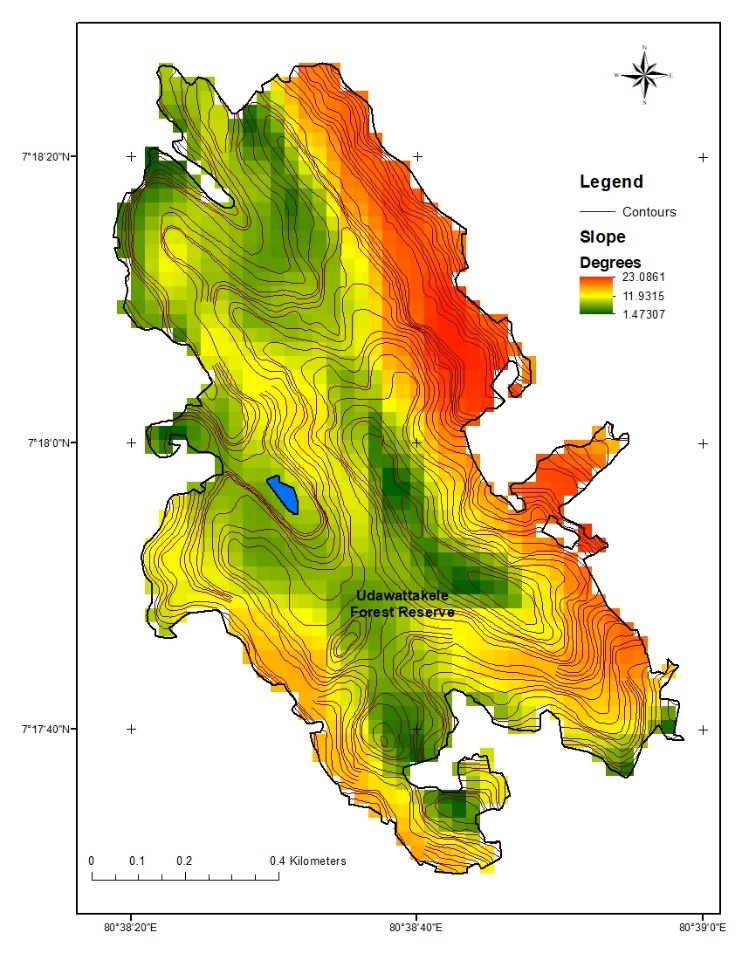 N
W E
S
7°18'20"N
Legend
Contours
Slope
Degrees
23.0861
11.9315
1.47307
7°18'0"N
Udawattakele
Forest Reserve
7°17'40"N
0 0.1 0.2 0.4 Kilometers
80°38'20"E 80°38'40"E 80°39'0"E